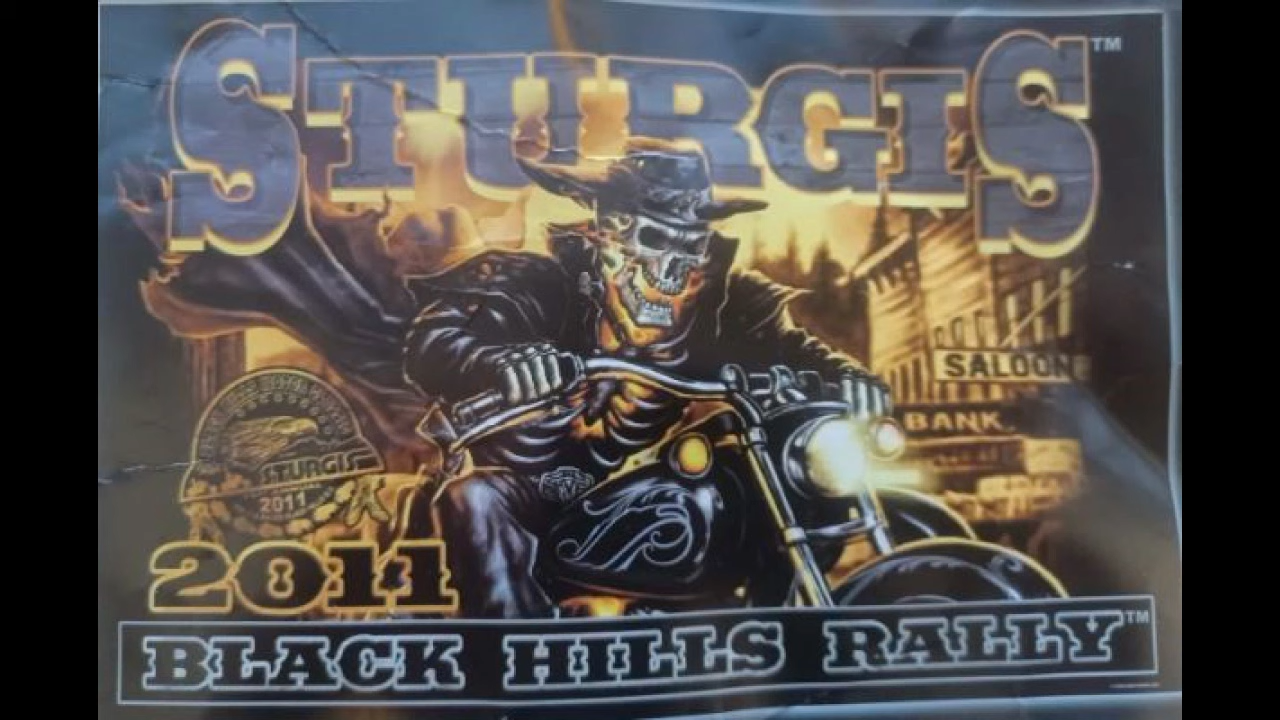 STURGIS™
SALOON
BANK
STURGIS
2011
2011
BLACK HILLS RALLY™